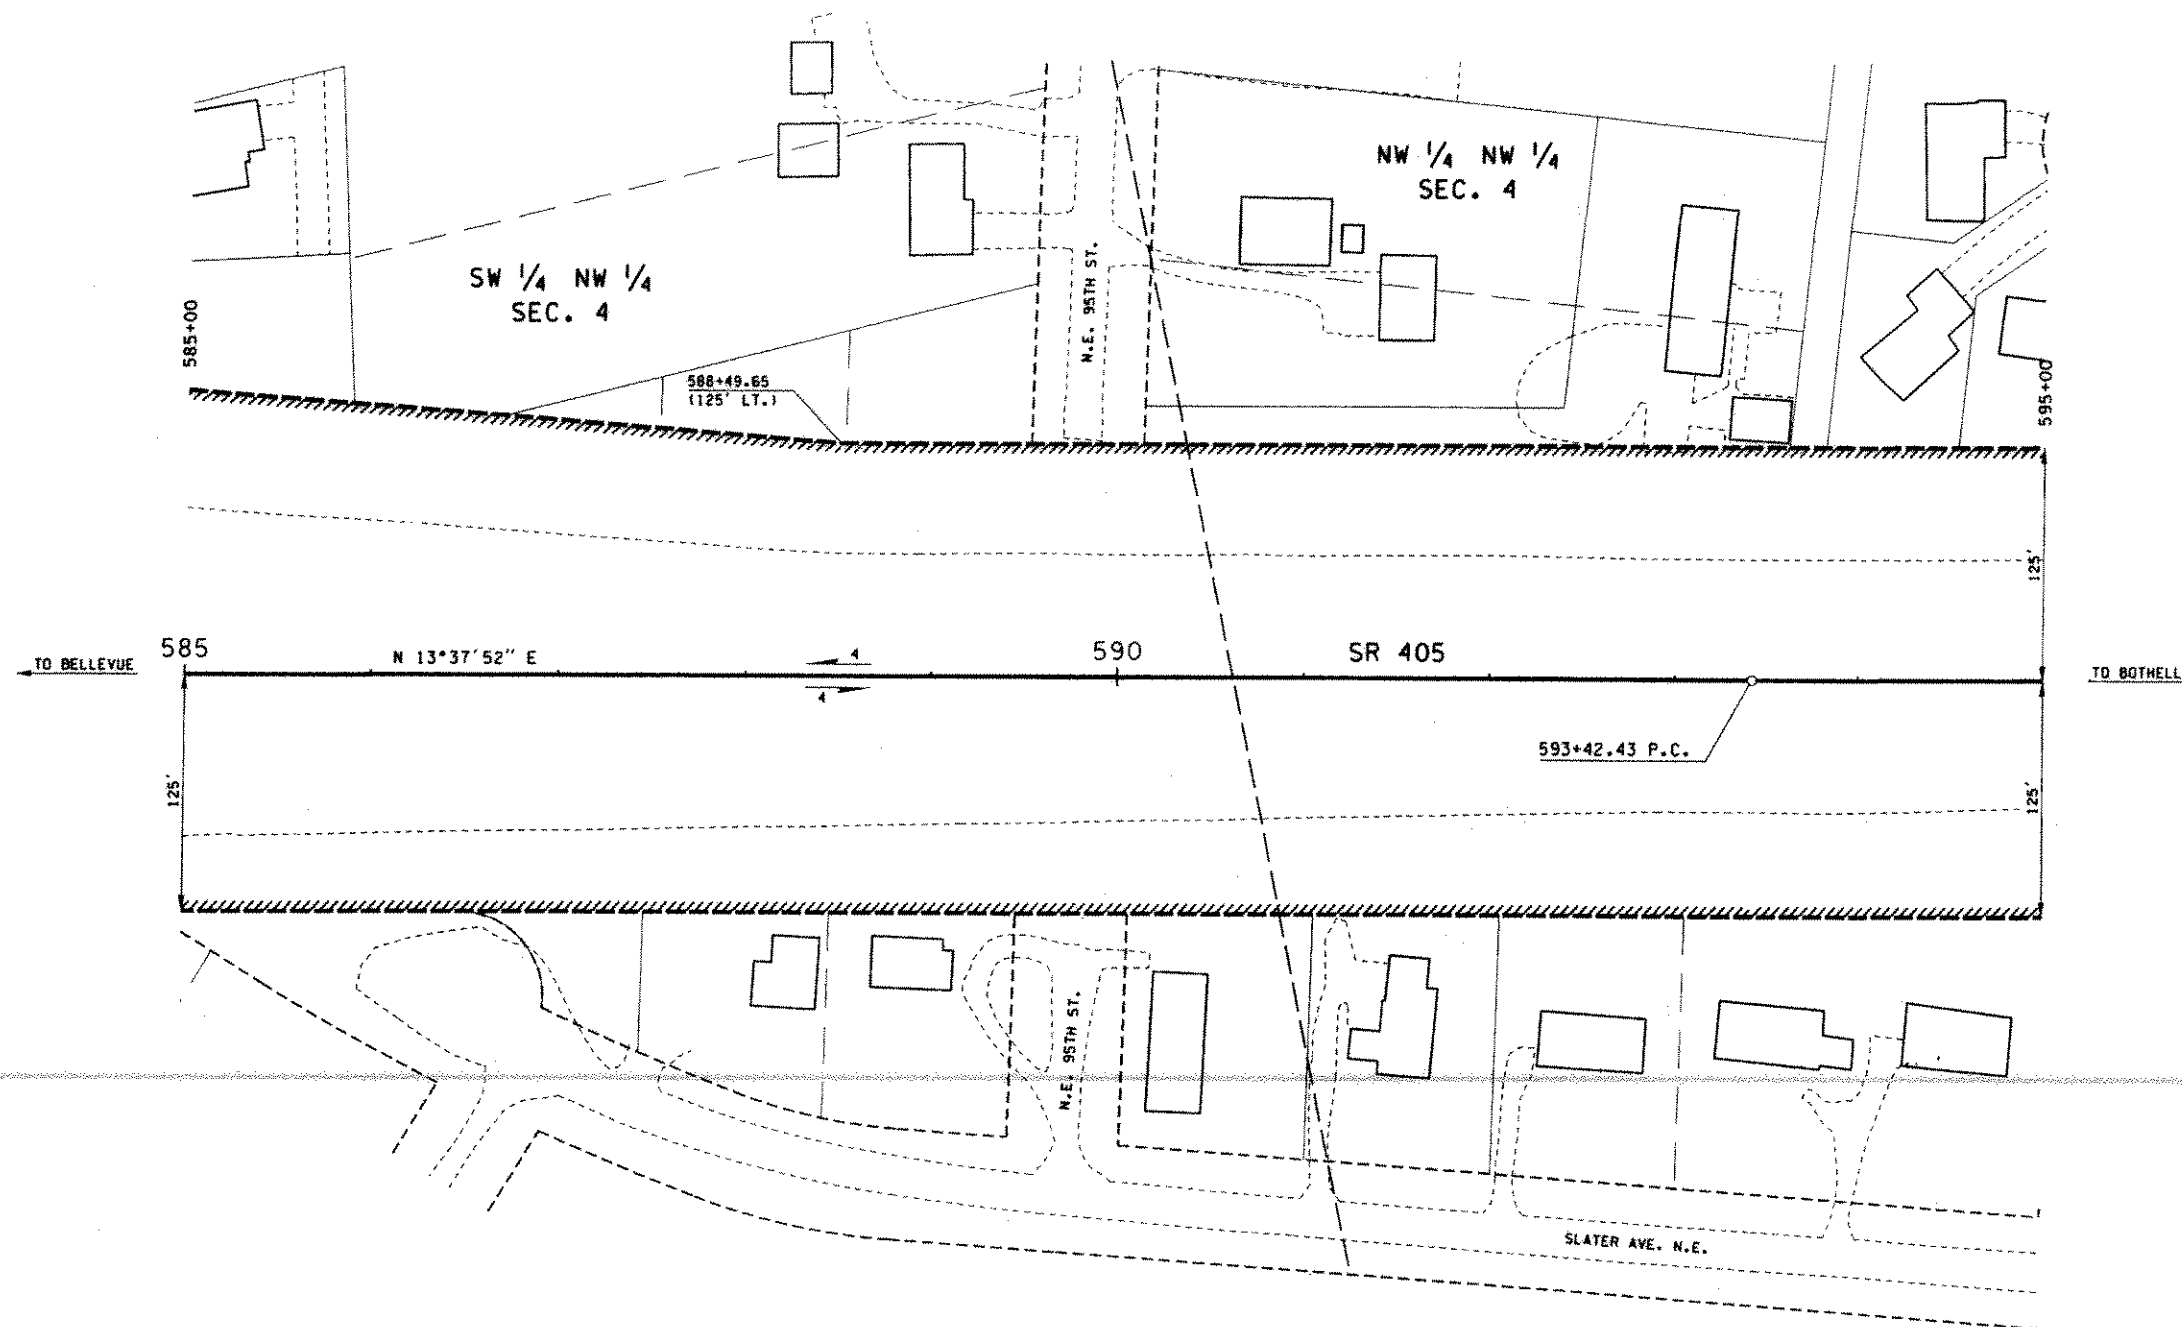 NW 1/4 NW 1/4
SEC. 4
SW 1/4 NW 1/4
SEC. 4
N.E. 95TH ST.
585+00
588+49.65
(125' LT.)
595+00
125'
585
590
SR 405
N 13°37'52" E
4
4
TO BELLEVUE
TO BOTHELL
593+42.43 P.C.
125'
125'
N.E. 95TH ST.
SLATER AVE. N.E.